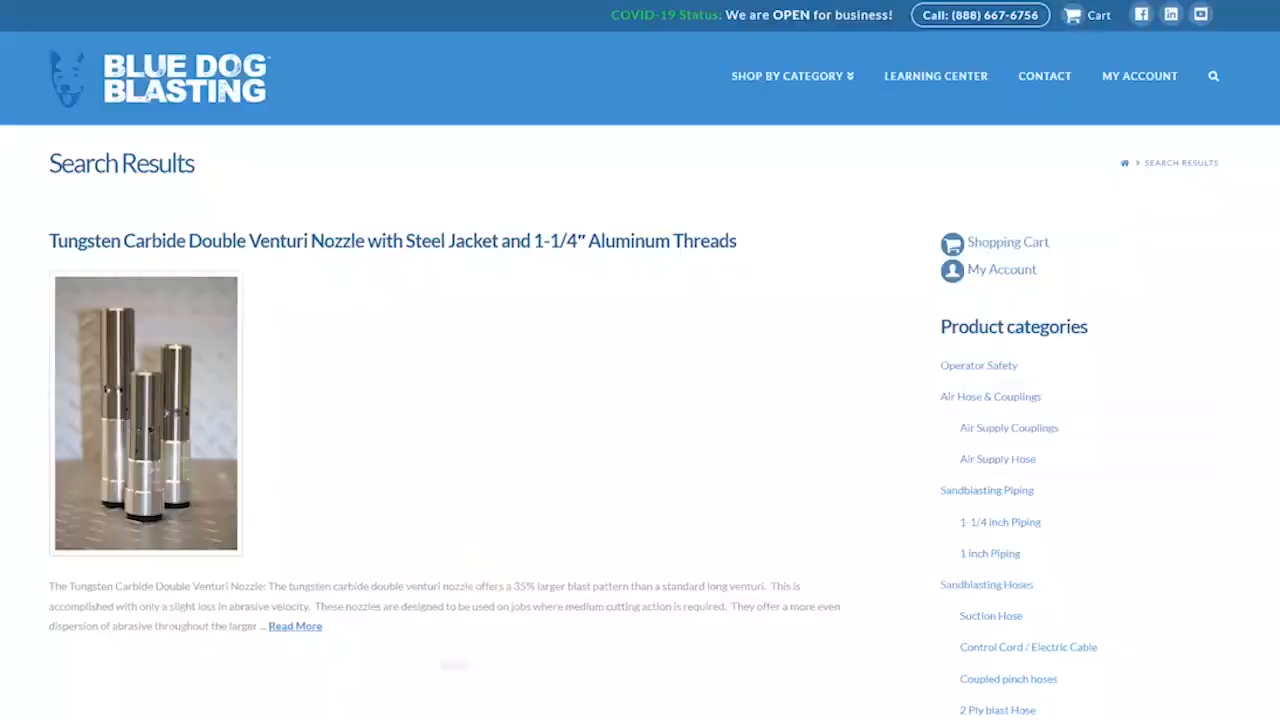 COVID-19 Status: We are OPEN for business!
Call: (888) 667-6756
Cart
BLUE DOG
BLASTING
SHOP BY CATEGORY
LEARNING CENTER
CONTACT
MY ACCOUNT
Search Results
SEARCH RESULTS
Tungsten Carbide Double Venturi Nozzle with Steel Jacket and 1-1/4″ Aluminum Threads
The Tungsten Carbide Double Venturi Nozzle: The tungsten carbide double venturi nozzle offers a 35% larger blast pattern than a standard long venturi. This is
accomplished with only a slight loss in abrasive velocity. These nozzles are designed to be used on jobs where medium cutting action is required. They offer a more even
dispersion of abrasive throughout the larger ... Read More
Shopping Cart
My Account
Product categories
Operator Safety
Air Hose & Couplings
Air Supply Couplings
Air Supply Hose
Sandblasting Piping
1-1/4 inch Piping
1 inch Piping
Sandblasting Hoses
Suction Hose
Control Cord / Electric Cable
Coupled pinch hoses
2 Ply blast Hose